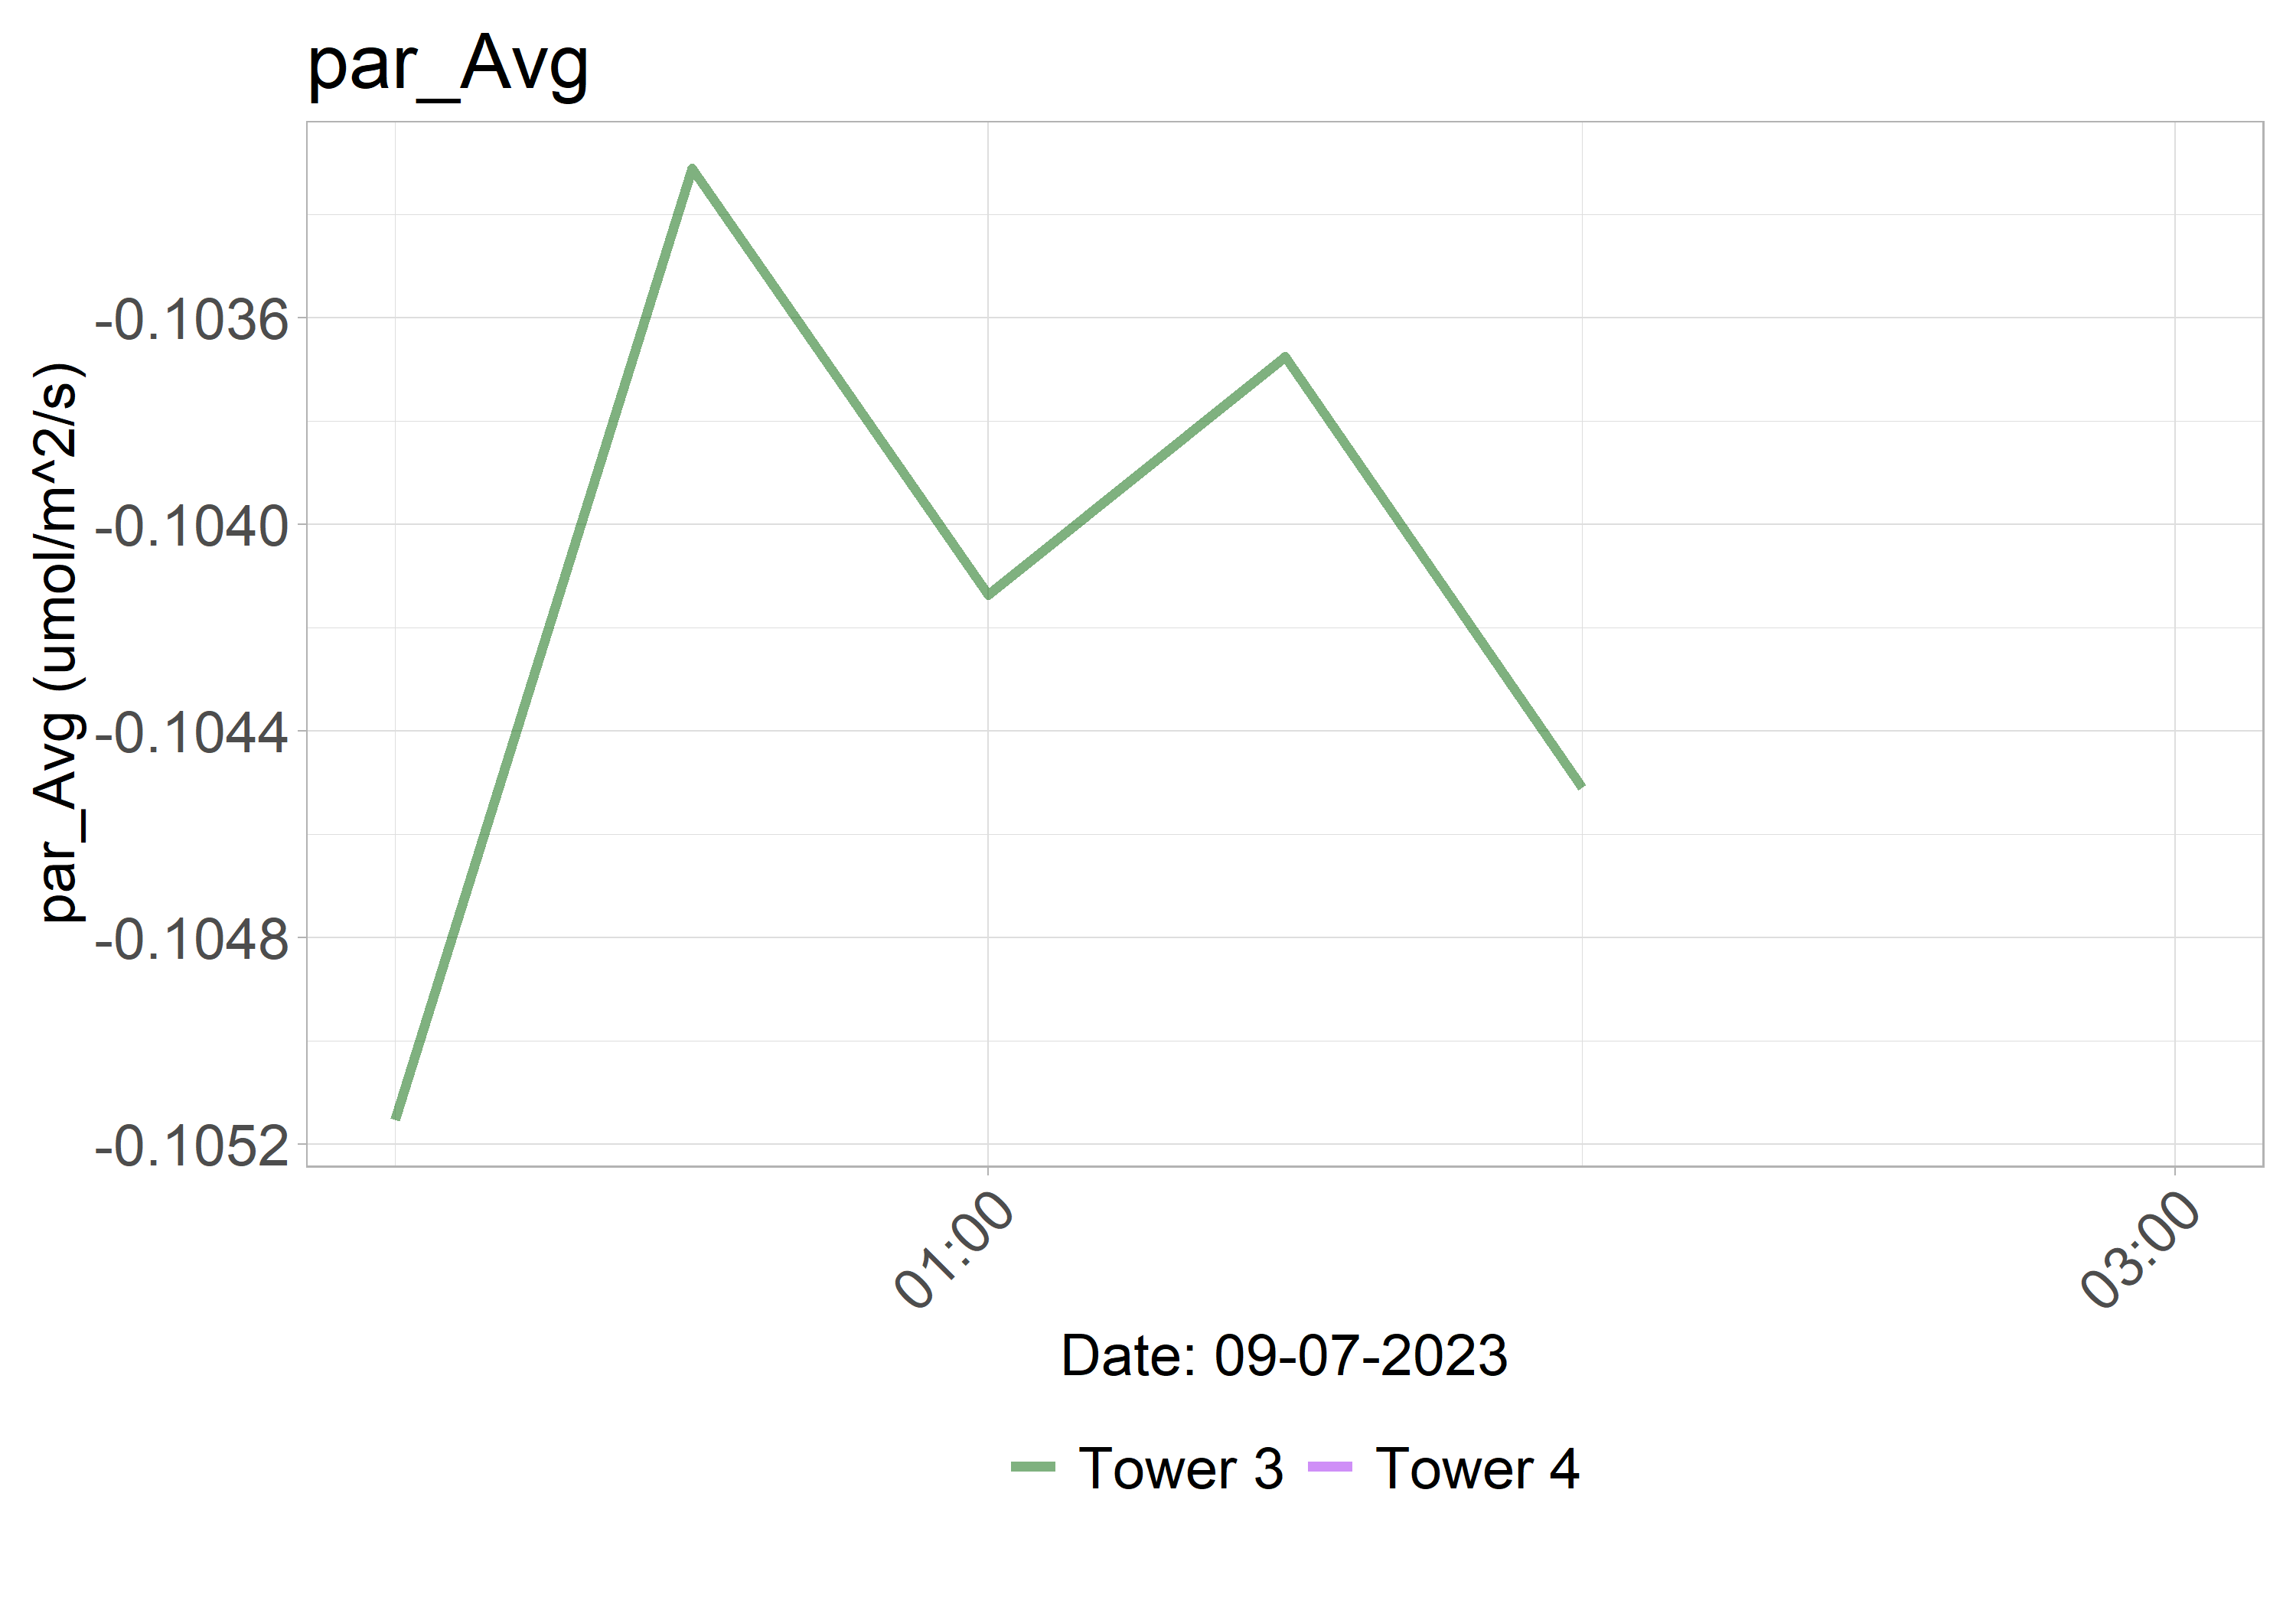 par_Avg
par_Avg (umol/m^2/s)
-0.1036
-0.1040
-0.1044
-0.1048
-0.1052
01:00
03:00
Date: 09-07-2023
Tower 3 Tower 4